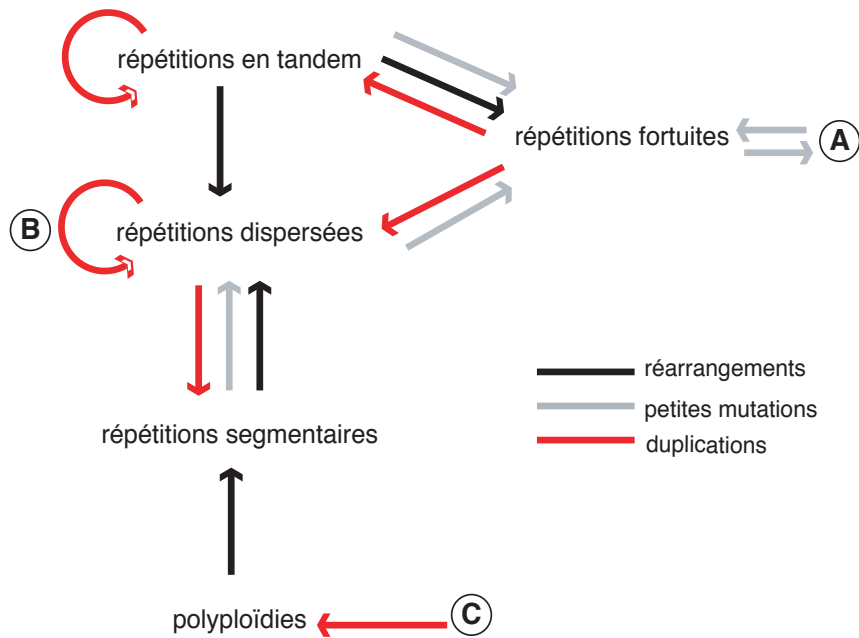 répétitions en tandem
répétitions fortuites
A
B
répétitions dispersées
réarrangements
petites mutations
duplications
répétitions segmentaires
polyploïdies
C